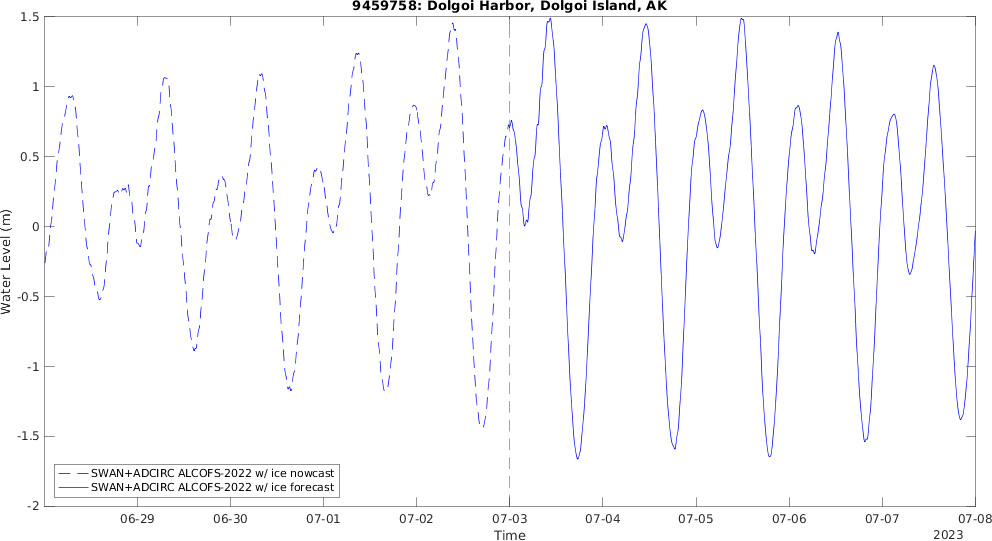 9459758: Dolgoi Harbor, Dolgoi Island, AK
1.5
1
0.5
0
-0.5
-1
-1.5
-2
Water Level (m)
SWAN+ADCIRC ALCOFS-2022 w/ ice nowcast
SWAN+ADCIRC ALCOFS-2022 w/ ice forecast
06-29 06-30 07-01 07-02 07-03 07-04 07-05 07-06 07-07 07-08
Time
2023